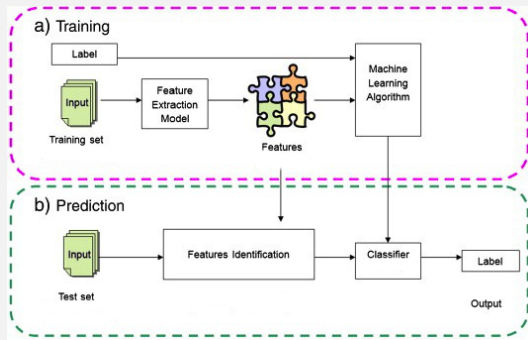 a) Training
Label
Input
Training set
Feature
Extraction
Model
Features
Machine
Learning
Algorithm
b) Prediction
Input
Test set
Features Identification
Classifier
Label
Output